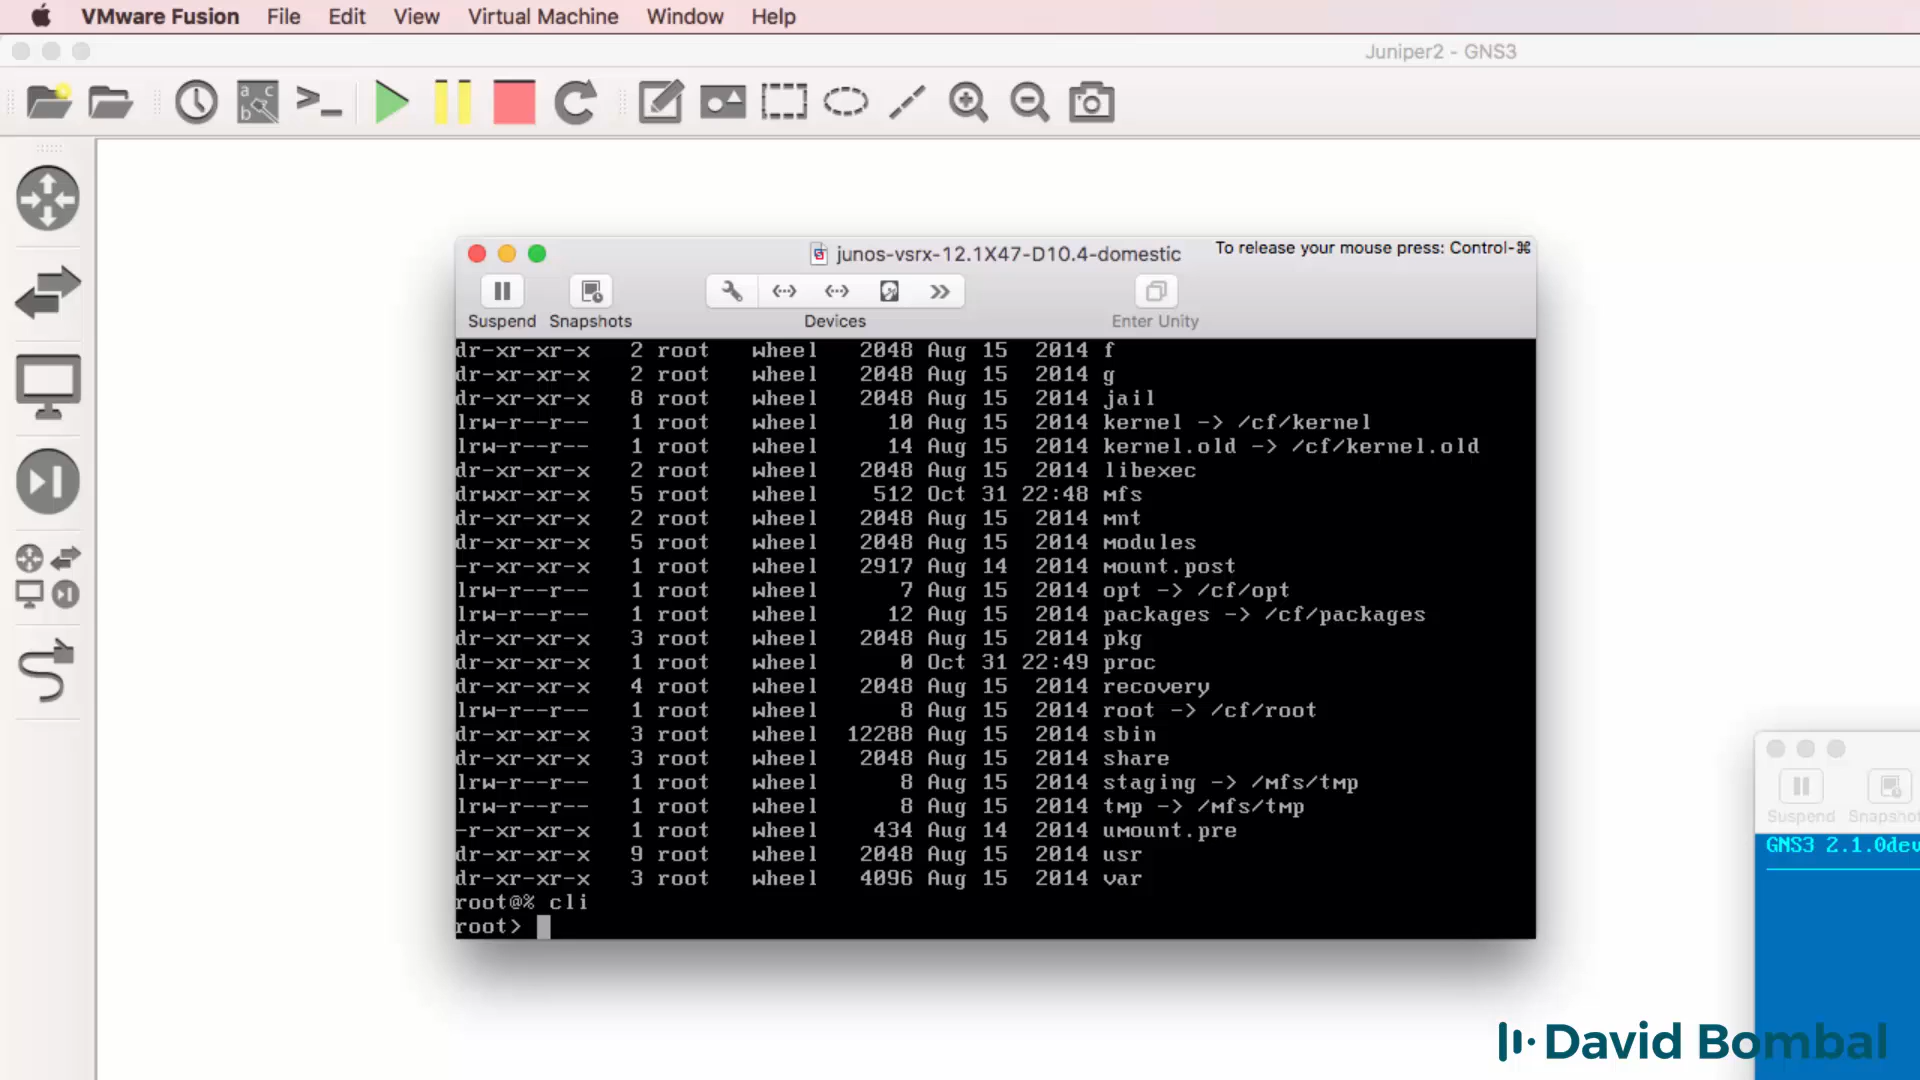 VMware Fusion File Edit View Virtual Machine Window Help
Juniper2 - GNS3
junos-vsrx-12.1X47-D10.4-domestic
To release your mouse press: Control-⌘
Suspend Snapshots Devices Enter Unity
dr-xr-xr-x 2 root wheel 2048 Aug 15 2014 f
dr-xr-xr-x 2 root wheel 2048 Aug 15 2014 g
dr-xr-xr-x 8 root wheel 2048 Aug 15 2014 jail
lrw-r--r-- 1 root wheel 10 Aug 15 2014 kernel -> /cf/kernel
lrw-r--r-- 1 root wheel 14 Aug 15 2014 kernel.old -> /cf/kernel.old
dr-xr-xr-x 2 root wheel 2048 Aug 15 2014 libexec
drwxr-xr-x 5 root wheel 512 Oct 31 22:48 mfs
dr-xr-xr-x 2 root wheel 2048 Aug 15 2014 mnt
dr-xr-xr-x 5 root wheel 2048 Aug 15 2014 modules
-r-xr-xr-x 1 root wheel 2917 Aug 14 2014 mount.post
lrw-r--r-- 1 root wheel 7 Aug 15 2014 opt -> /cf/opt
lrw-r--r-- 1 root wheel 12 Aug 15 2014 packages -> /cf/packages
dr-xr-xr-x 3 root wheel 2048 Aug 15 2014 pkg
dr-xr-xr-x 1 root wheel 0 Oct 31 22:49 proc
dr-xr-xr-x 4 root wheel 2048 Aug 15 2014 recovery
lrw-r--r-- 1 root wheel 8 Aug 15 2014 root -> /cf/root
dr-xr-xr-x 3 root wheel 12288 Aug 15 2014 sbin
dr-xr-xr-x 3 root wheel 2048 Aug 15 2014 share
lrw-r--r-- 1 root wheel 8 Aug 15 2014 staging -> /mfs/tmp
lrw-r--r-- 1 root wheel 8 Aug 15 2014 tmp -> /mfs/tmp
-r-xr-xr-x 1 root wheel 434 Aug 14 2014 umount.pre
dr-xr-xr-x 9 root wheel 2048 Aug 15 2014 usr
dr-xr-xr-x 3 root wheel 4096 Aug 15 2014 var
root@% cli
root>
Suspend Snapshot
GNS3 2.1.0dev
David Bombal